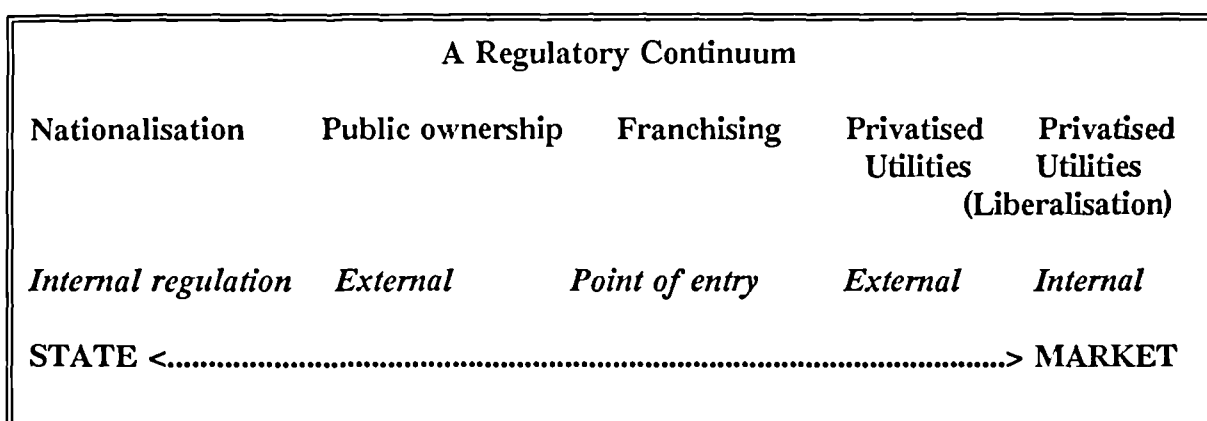 A Regulatory Continuum
Nationalisation Public ownership Franchising Privatised Privatised
Utilities Utilities
(Liberalisation)
Internal regulation External Point of entry External Internal
STATE <..........................................................................................> MARKET